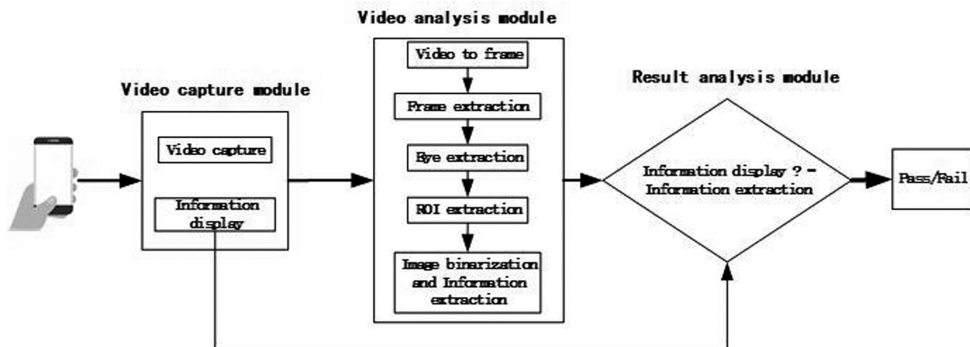 Video capture module
Video capture
Information
display
Video analysis module
Video to frame
Frame extraction
Eye extraction
ROI extraction
Image binarization
and Information
extraction
Result analysis module
Information display ? =
Information extraction
Pass/Fail